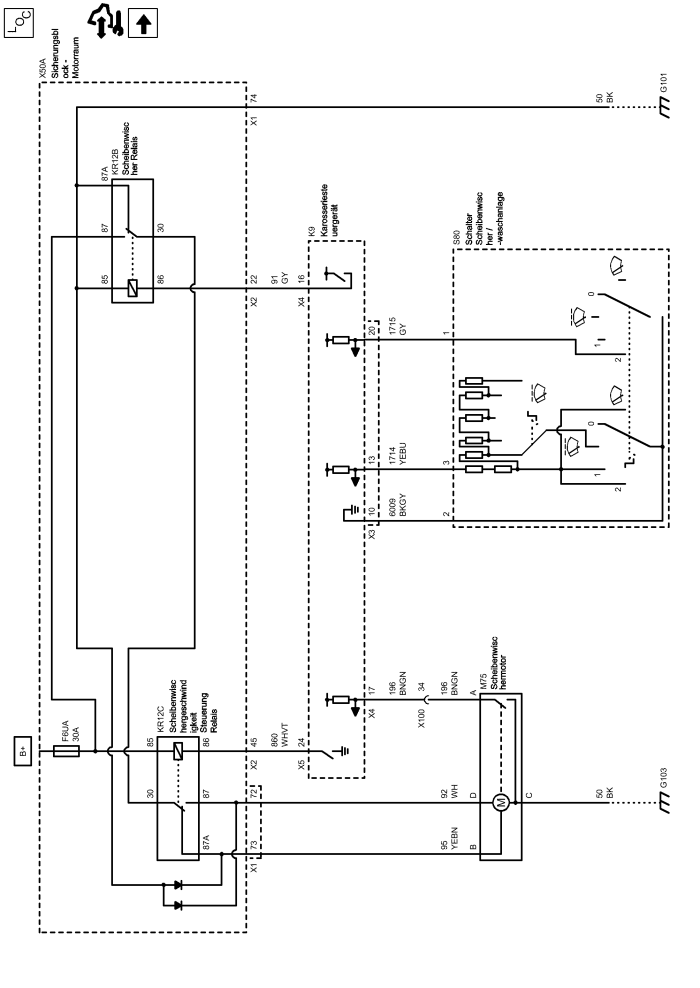 LOC
B+
X50A
Sicherungsbl
ock -
Motorraum
F6UA
30A
KR12C
Scheibenwisc
hergeschwind
igkeit
Steuerung
Relais
85
86
30
87
87A
KR12B
Scheibenwisc
her Relais
87A
87
30
85
86
74
X1
50
BK
G101
22
X2
91
GY
16
X4
45
X2
860
WHVT
24
X5
72
73
X1
K9
Karosserieste
uergerät
20
1715
GY
1
13
1714
YEBU
3
10
X3
6009
BKGY
2
17
X4
196
BNGN
34
X100
196
BNGN
A
S80
Schalter
Scheibenwisc
her /
-waschanlage
0
1
2
0
1
2
M75
Scheibenwisc
hermotor
M
92
WH
D
95
YEBN
B
C
50
BK
G103